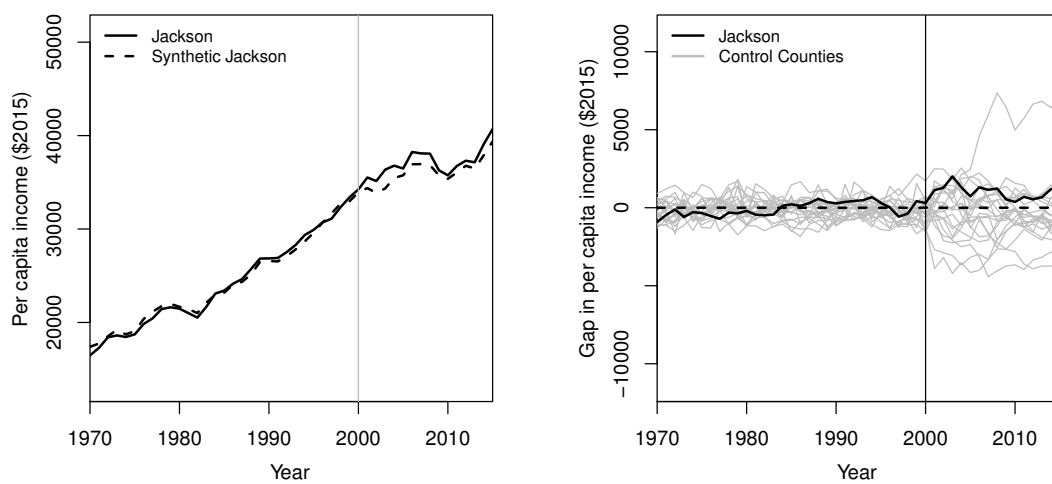 Jackson
Synthetic Jackson
Per capita income ($2015)
50000
40000
30000
20000
1970 1980 1990 2000 2010
Year
Jackson
Control Counties
Gap in per capita income ($2015)
10000
5000
0
−10000
1970 1980 1990 2000 2010
Year